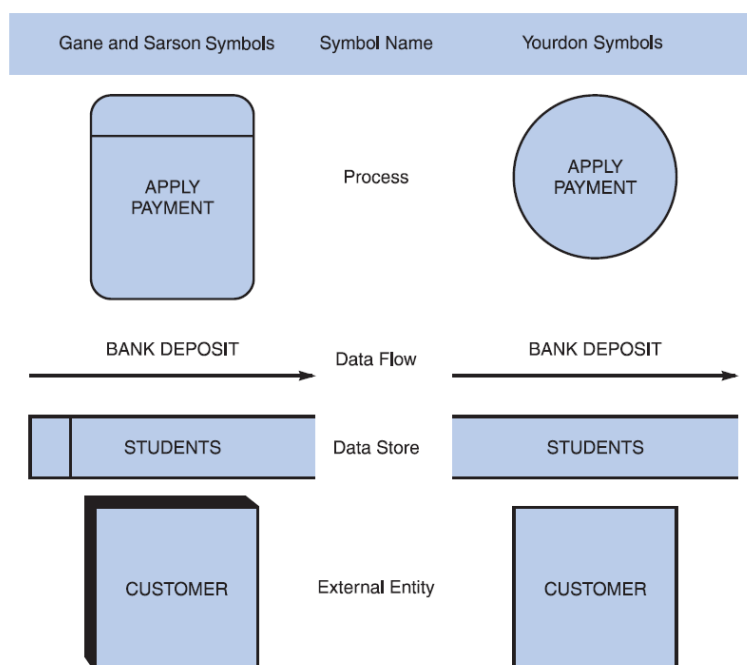 Gane and Sarson Symbols Symbol Name Yourdon Symbols
APPLY
PAYMENT
Process
APPLY
PAYMENT
BANK DEPOSIT
Data Flow
BANK DEPOSIT
STUDENTS
Data Store
STUDENTS
CUSTOMER
External Entity
CUSTOMER